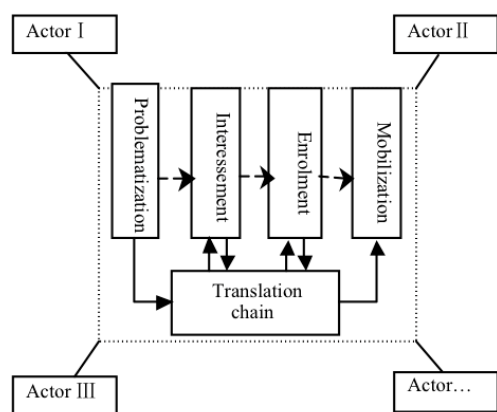 Actor Ⅰ
Actor Ⅱ
Problematization
Interessement
Enrolment
Mobilization
Translation
chain
Actor Ⅲ
Actor…